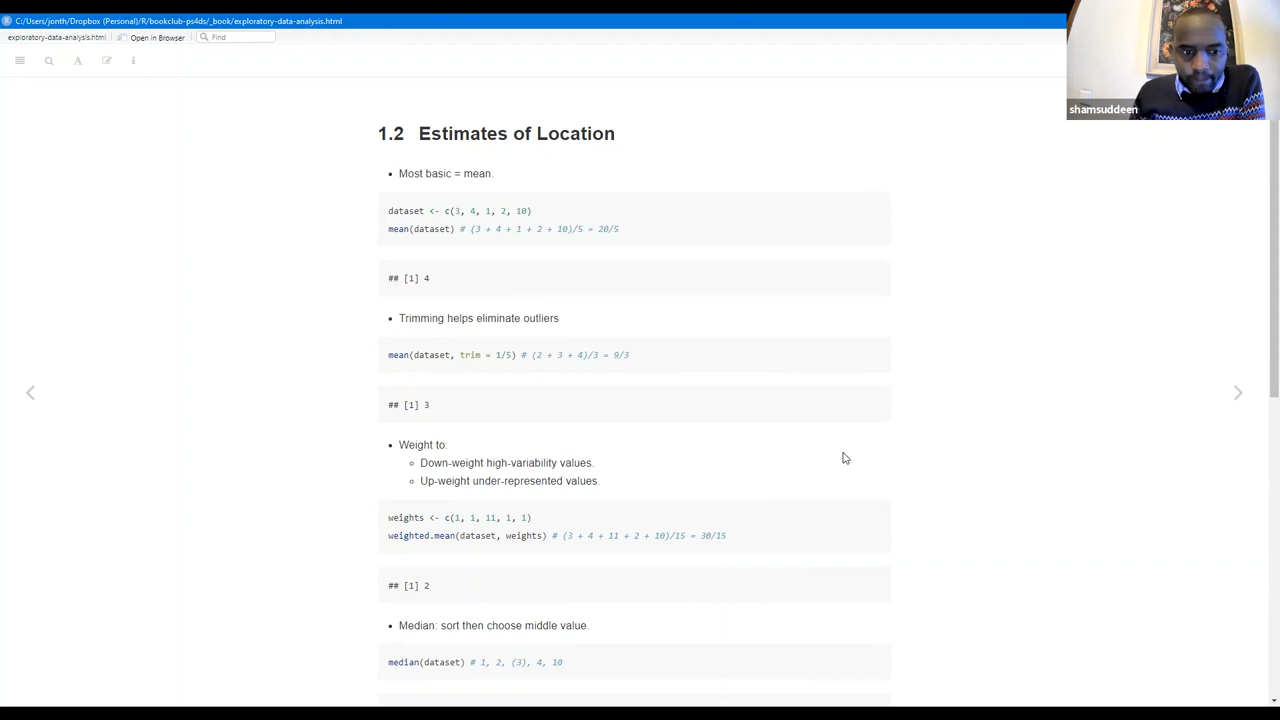 C:/Users/jonth/Dropbox (Personal)/R/bookclub-ps4ds/_book/exploratory-data-analysis.html
exploratory-data-analysis.html
Open in Browser
Find
shamsuddeen
1.2 Estimates of Location
Most basic = mean.
dataset <- c(3, 4, 1, 2, 10)
mean(dataset) # (3 + 4 + 1 + 2 + 10)/5 = 20/5
## [1] 4
Trimming helps eliminate outliers
mean(dataset, trim = 1/5) # (2 + 3 + 4)/3 = 9/3
## [1] 3
Weight to:
Down-weight high-variability values.
Up-weight under-represented values.
weights <- c(1, 1, 11, 1, 1)
weighted.mean(dataset, weights) # (3 + 4 + 11 + 2 + 10)/15 = 30/15
## [1] 2
Median: sort then choose middle value.
median(dataset) # 1, 2, (3), 4, 10